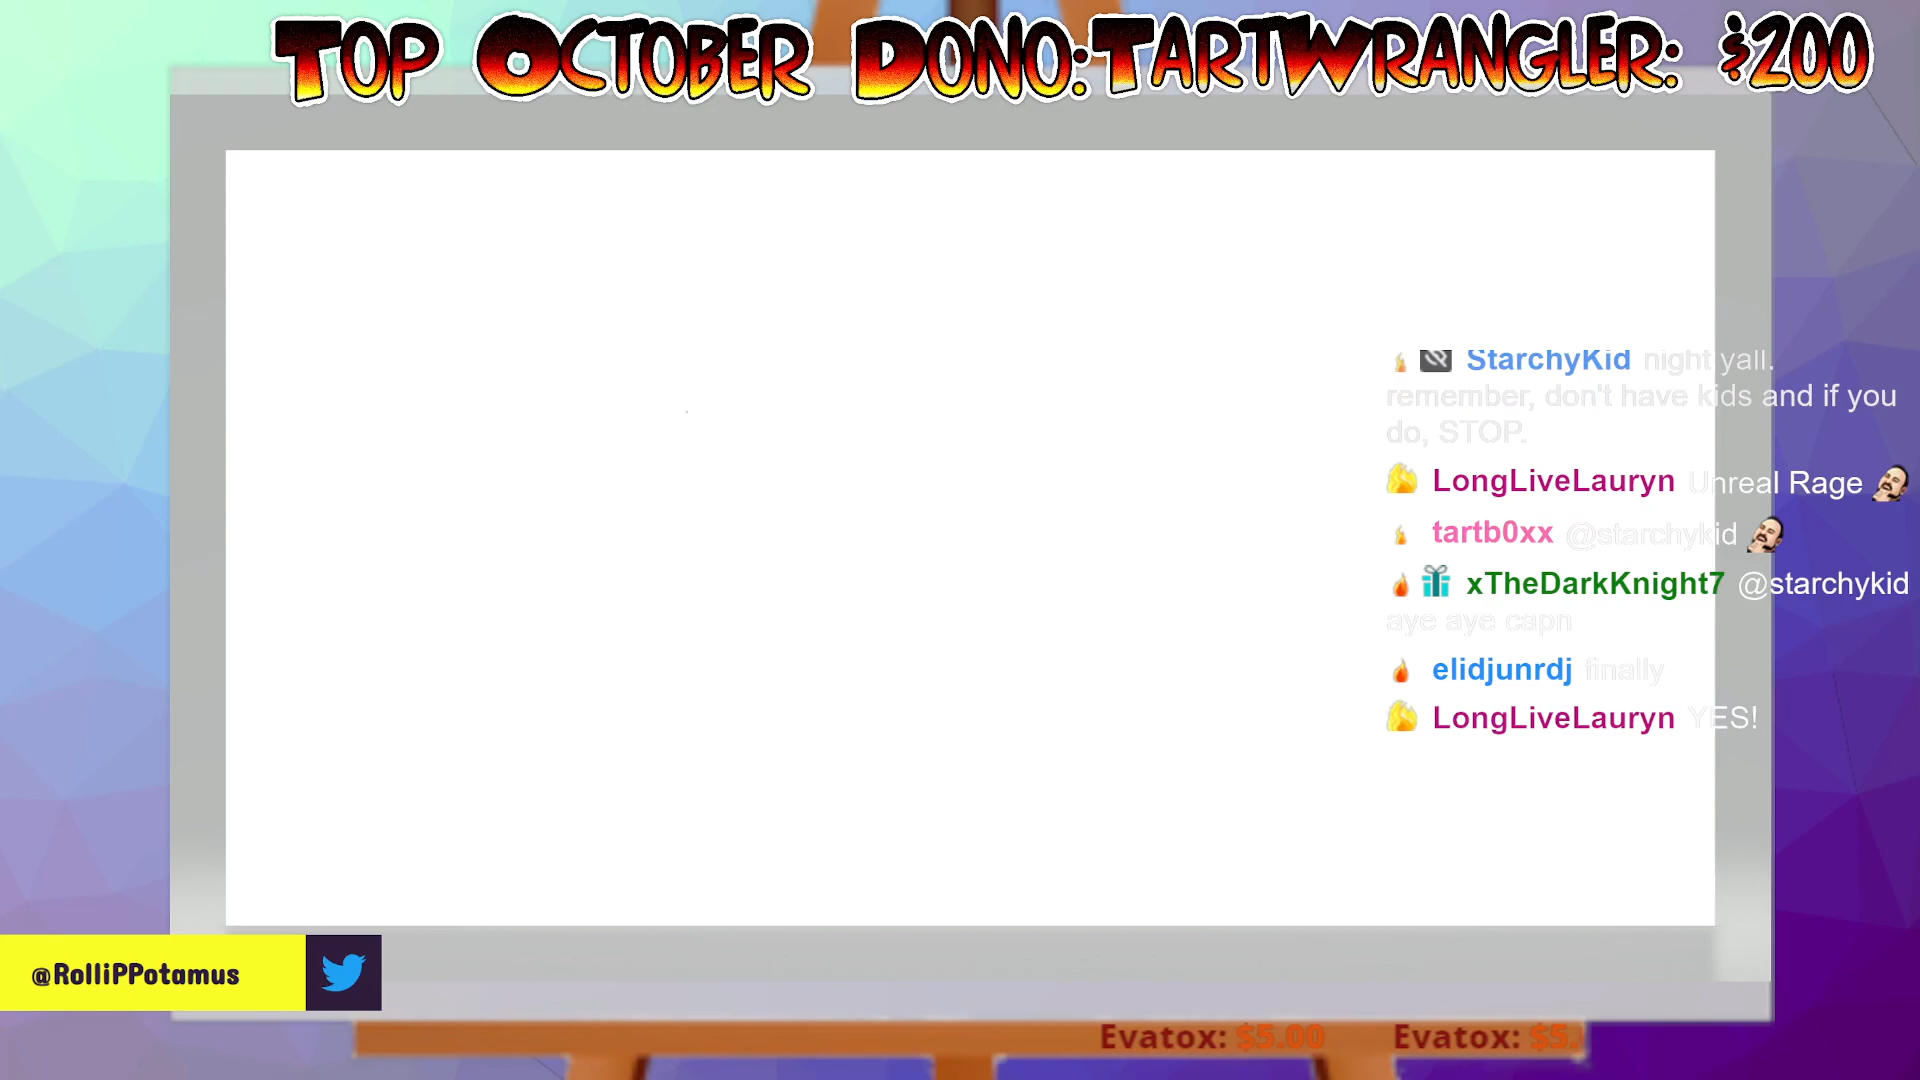 TOP OCTOBER DONO:TARTWRANGLER: $200
StarchyKid night yall.
remember, don't have kids and if you
do, STOP.
LongLiveLauryn Unreal Rage
tartb0xx @starchykid
xTheDarkKnight7 @starchykid
aye aye capn
elidjunrdj finally
LongLiveLauryn YES!
@RolliPPotamus
Evatox: $5.00 Evatox: $5.